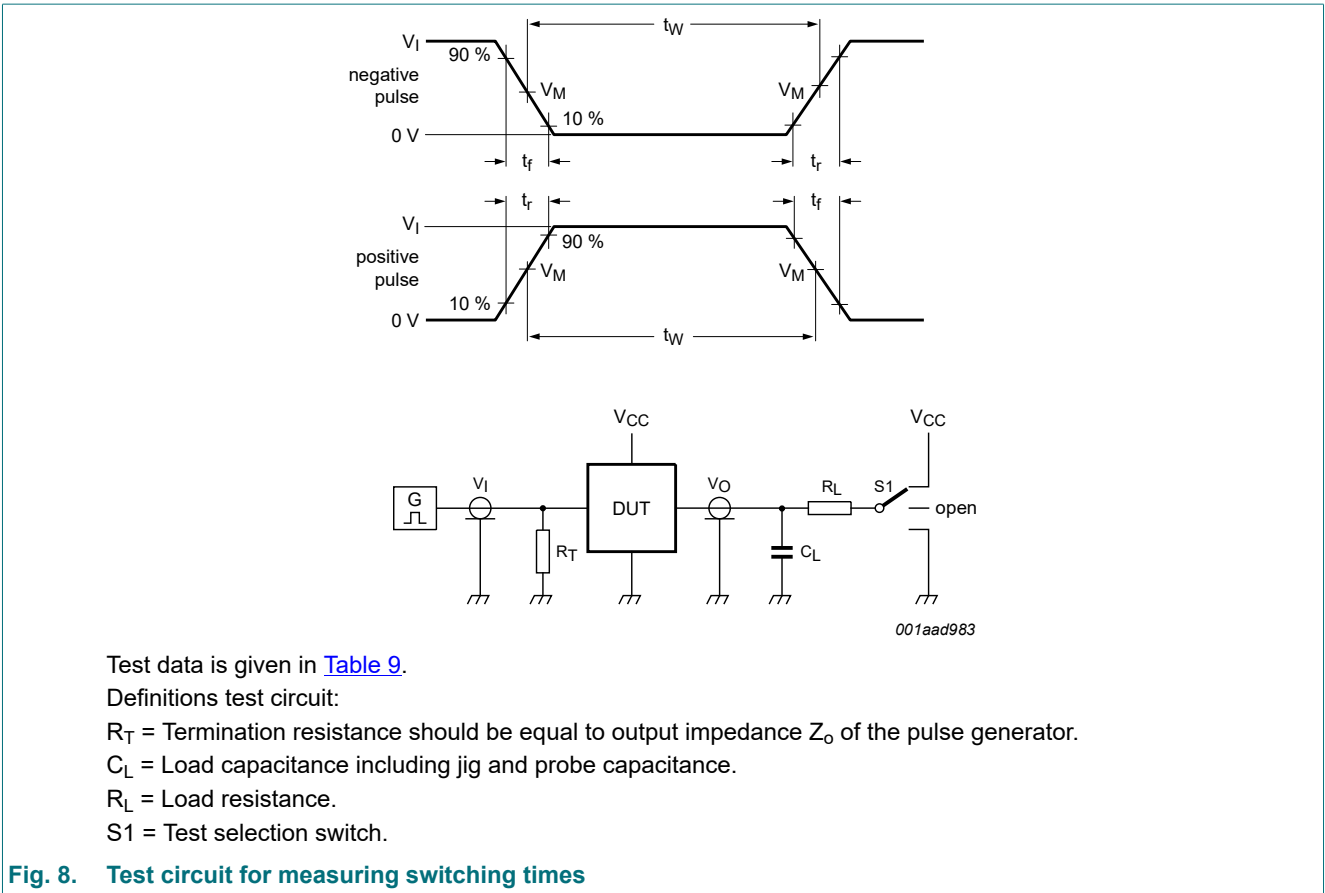 tW
VI
90 %
negative
pulse
VM
VM
10 %
0 V
tf
tr
tr
tf
VI
90 %
positive
pulse
VM
VM
10 %
0 V
tW
VCC
VCC
G
VI
DUT
VO
RL
S1
open
RT
CL
001aad983
Test data is given in Table 9.
Definitions test circuit:
RT = Termination resistance should be equal to output impedance Zo of the pulse generator.
CL = Load capacitance including jig and probe capacitance.
RL = Load resistance.
S1 = Test selection switch.
Fig. 8. Test circuit for measuring switching times